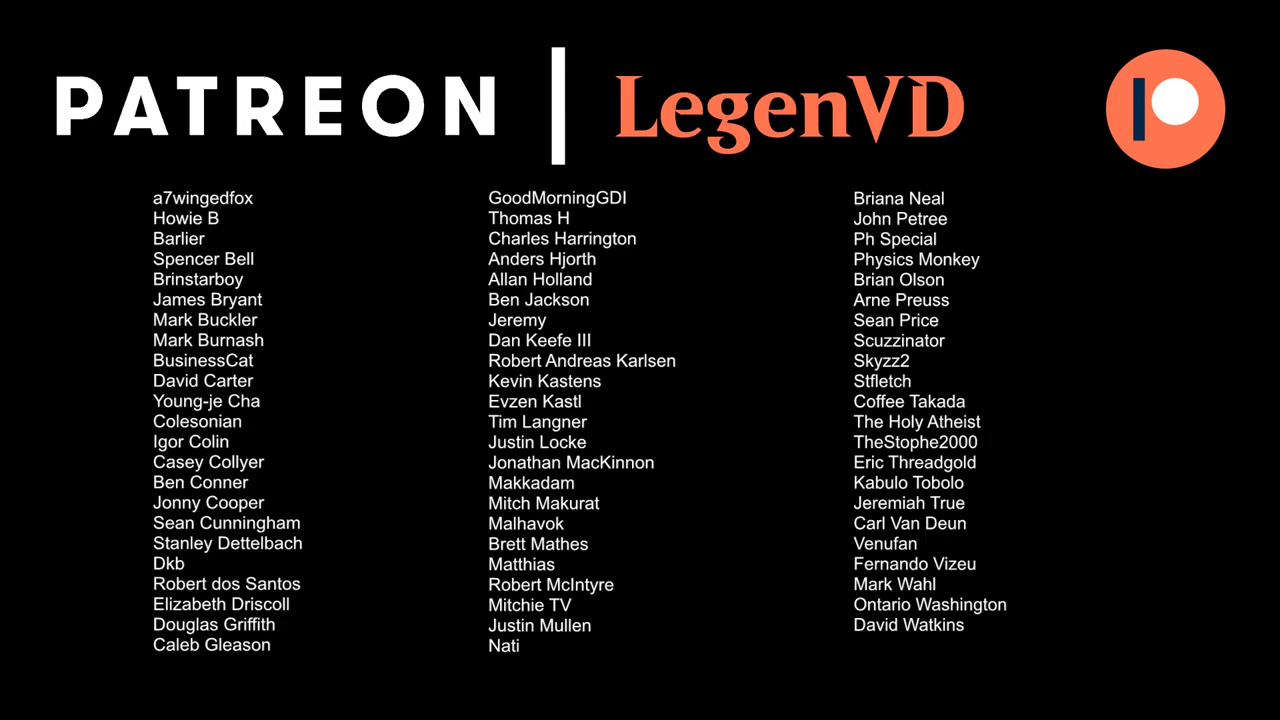 PATREON | LegenVD
a7wingedfox
Howie B
Barlier
Spencer Bell
Brinstarboy
James Bryant
Mark Buckler
Mark Burnash
BusinessCat
David Carter
Young-je Cha
Colesonian
Igor Colin
Casey Collyer
Ben Conner
Jonny Cooper
Sean Cunningham
Stanley Dettelbach
Dkb
Robert dos Santos
Elizabeth Driscoll
Douglas Griffith
Caleb Gleason
GoodMorningGDI
Thomas H
Charles Harrington
Anders Hjorth
Allan Holland
Ben Jackson
Jeremy
Dan Keefe III
Robert Andreas Karlsen
Kevin Kastens
Evzen Kastl
Tim Langner
Justin Locke
Jonathan MacKinnon
Makkadam
Mitch Makurat
Malhavok
Brett Mathes
Matthias
Robert McIntyre
Mitchie TV
Justin Mullen
Nati
Briana Neal
John Petree
Ph Special
Physics Monkey
Brian Olson
Arne Preuss
Sean Price
Scuzzinator
Skyzz2
Stfletch
Coffee Takada
The Holy Atheist
TheStophe2000
Eric Threadgold
Kabulo Tobolo
Jeremiah True
Carl Van Deun
Venufan
Fernando Vizeu
Mark Wahl
Ontario Washington
David Watkins